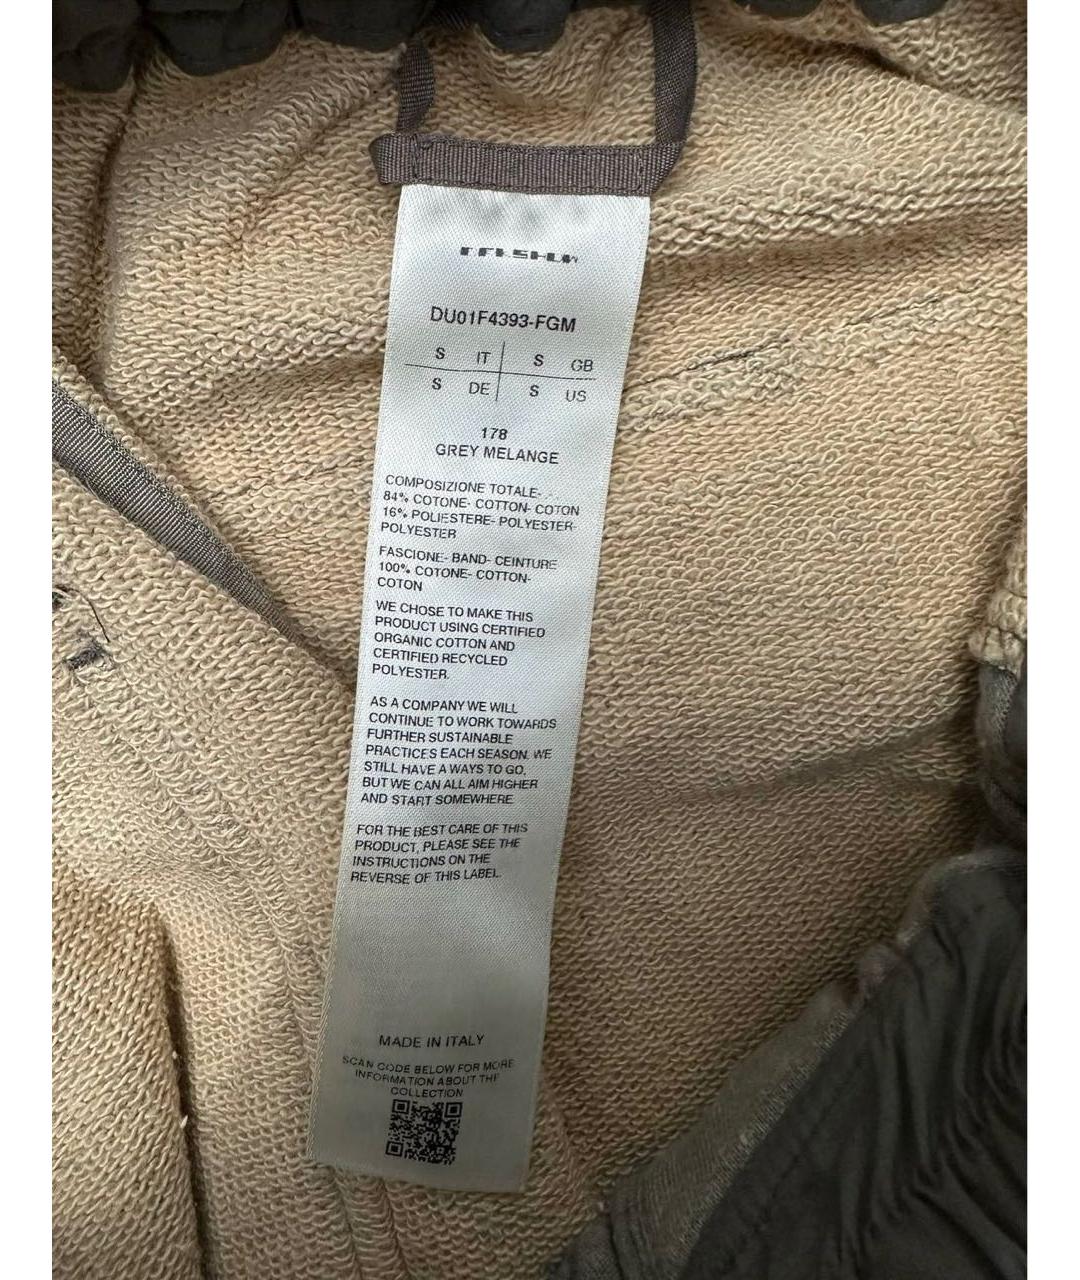 DRKSHDW
DU01F4393-FGM
S IT S GB
S DE S US
178
GREY MELANGE
COMPOSIZIONE TOTALE-
84% COTONE- COTTON- COTON
16% POLIESTERE- POLYESTER-
POLYESTER
FASCIONE- BAND- CEINTURE
100% COTONE- COTTON-
COTON
WE CHOSE TO MAKE THIS
PRODUCT USING CERTIFIED
ORGANIC COTTON AND
CERTIFIED RECYCLED
POLYESTER.
AS A COMPANY WE WILL
CONTINUE TO WORK TOWARDS
FURTHER SUSTAINABLE
PRACTICES EACH SEASON. WE
STILL HAVE A WAYS TO GO,
BUT WE CAN ALL AIM HIGHER
AND START SOMEWHERE
FOR THE BEST CARE OF THIS
PRODUCT, PLEASE SEE THE
INSTRUCTIONS ON THE
REVERSE OF THIS LABEL.
MADE IN ITALY
SCAN CODE BELOW FOR MORE
INFORMATION ABOUT THE
COLLECTION